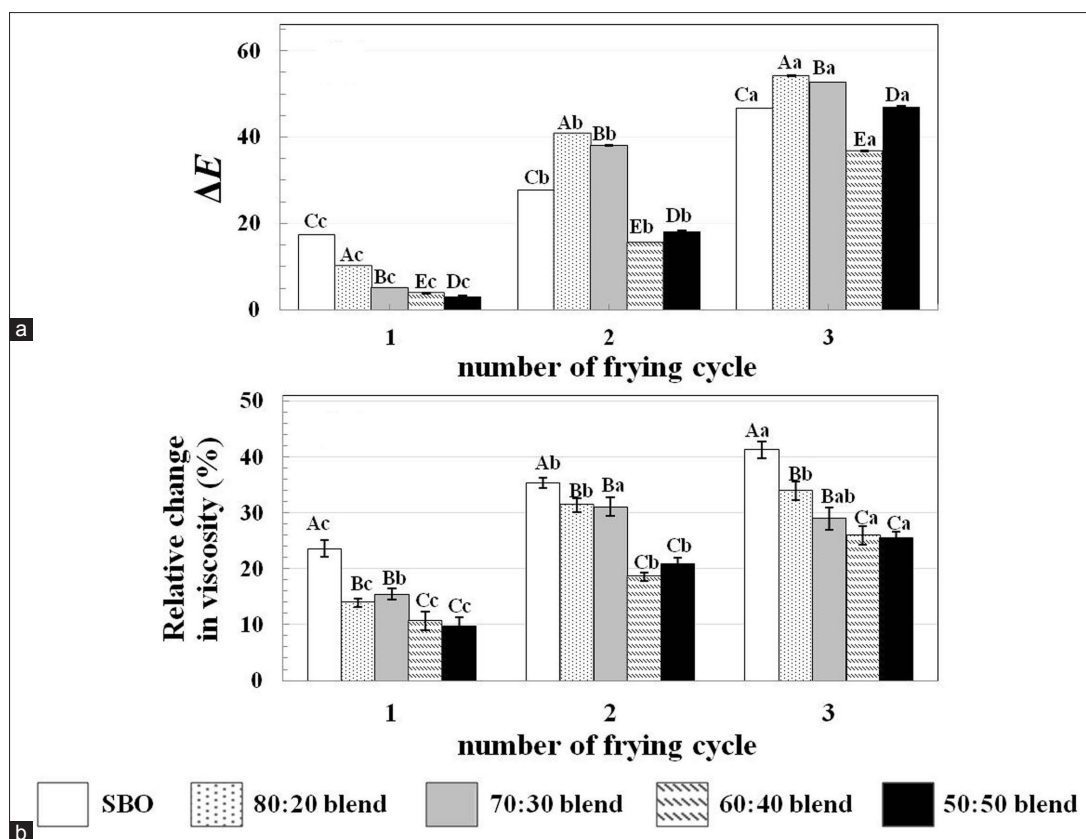 60
40
20
0
ΔE
Cc
Ac
Bc
Ec
Dc
Cb
Ab
Bb
Eb
Db
Ca
Aa
Ba
Ea
Da
1
2
3
number of frying cycle
a
50
40
30
20
10
0
Relative change
in viscosity (%)
Ac
Bc
Bb
Cc
Cc
Ab
Bb
Ba
Cb
Cb
Aa
Bb
Bab
Ca
Ca
1
2
3
number of frying cycle
SBO
80:20 blend
70:30 blend
60:40 blend
50:50 blend
b